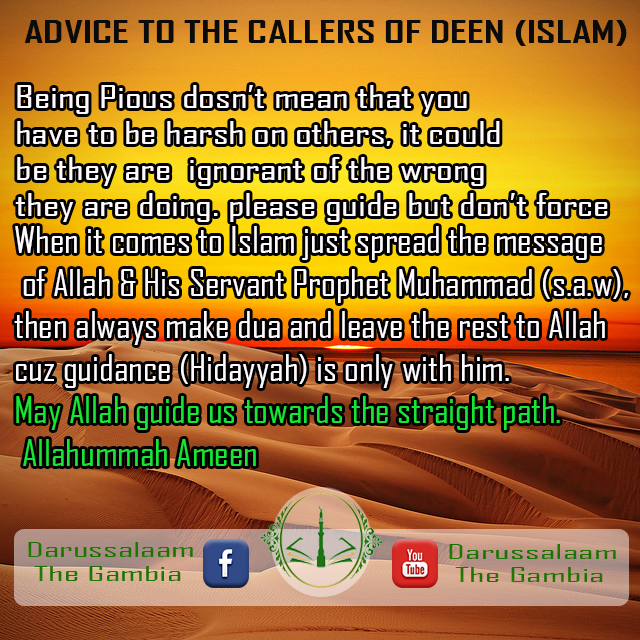 ADVICE TO THE CALLERS OF DEEN (ISLAM)
Being Pious dosn't mean that you
have to be harsh on others, it could
be they are ignorant of the wrong
they are doing. please guide but don't force
When it comes to Islam just spread the message
of Allah & His Servant Prophet Muhammad (s.a.w),
then always make dua and leave the rest to Allah
cuz guidance (Hidayyah) is only with him.
May Allah guide us towards the straight path.
Allahummah Ameen
Darussalaam
The Gambia
f
You
Tube
Darussalaam
The Gambia